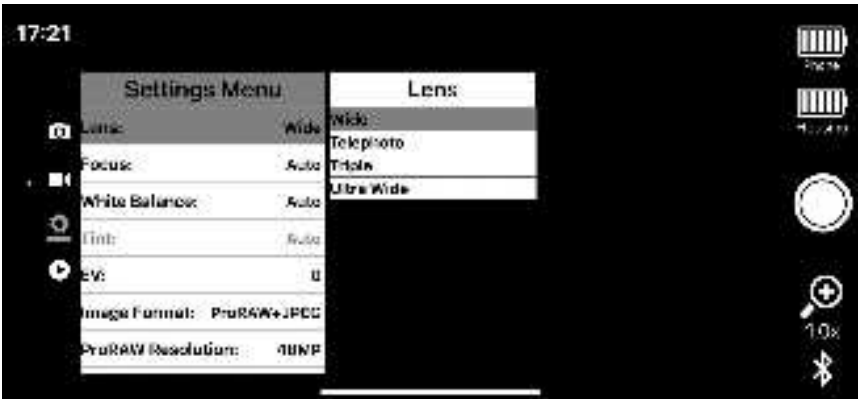 17:21
Settings Menu
Lens: Wide
Focus: Auto
White Balance: Auto
Tint: Auto
EV: 0
Image Format: ProRAW+JPEG
ProRAW Resolution: 48MP
Lens
Wide
Telephoto
Triple
Ultra Wide
Phone
Housing
1.0x